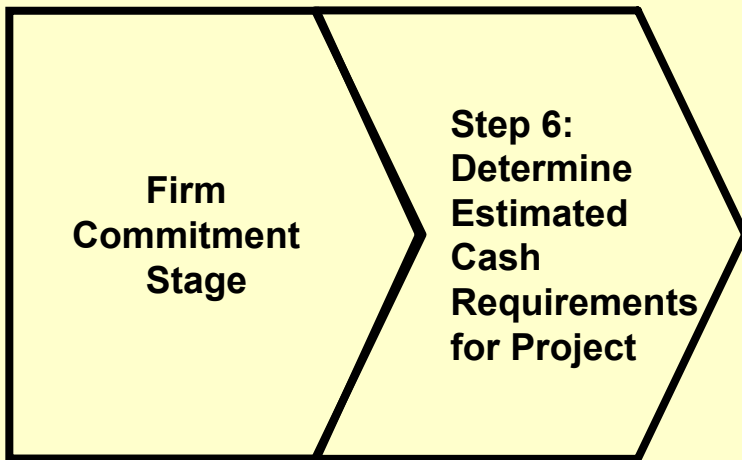 Firm
Commitment
Stage
Step 6:
Determine
Estimated
Cash
Requirements
for Project